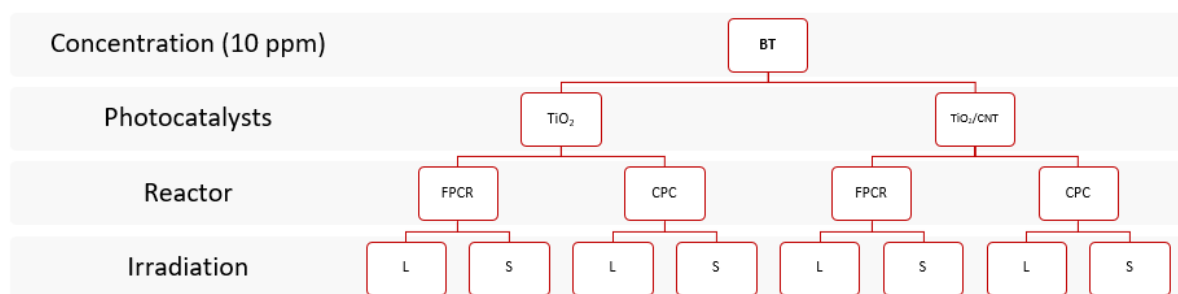 Concentration (10 ppm)
BT
Photocatalysts
TiO₂
TiO₂/CNT
Reactor
FPCR
CPC
FPCR
CPC
Irradiation
L
S
L
S
L
S
L
S